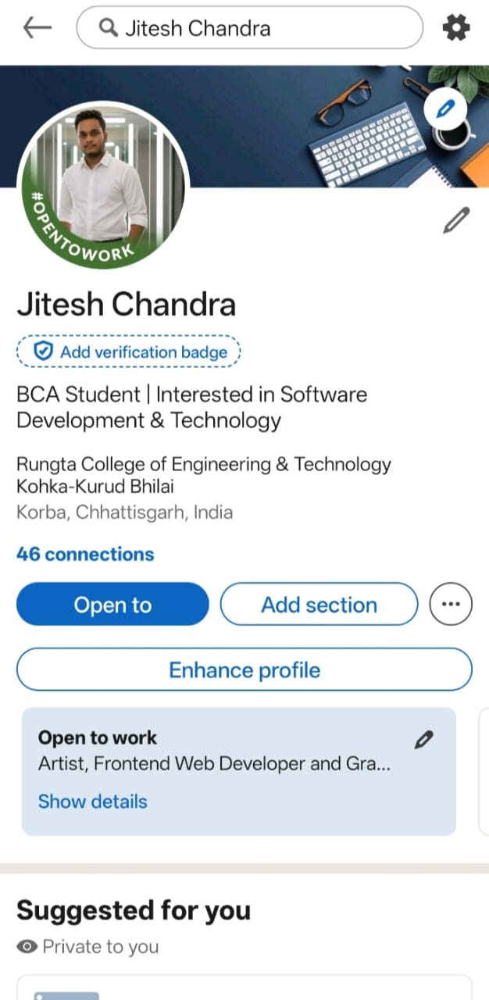 Jitesh Chandra
#OPENTOWORK
Jitesh Chandra
Add verification badge
BCA Student | Interested in Software
Development & Technology
Rungta College of Engineering & Technology
Kohka-Kurud Bhilai
Korba, Chhattisgarh, India
46 connections
Open to
Add section
Enhance profile
Open to work
Artist, Frontend Web Developer and Gra...
Show details
Suggested for you
Private to you